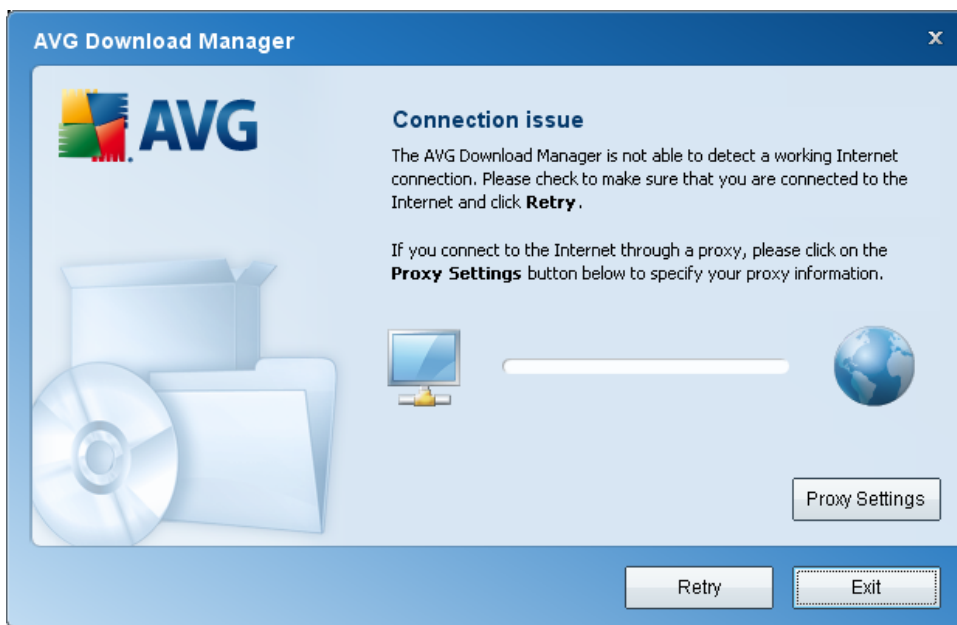 AVG Download Manager
x
AVG
Connection issue
The AVG Download Manager is not able to detect a working Internet
connection. Please check to make sure that you are connected to the
Internet and click Retry.
If you connect to the Internet through a proxy, please click on the
Proxy Settings button below to specify your proxy information.
Proxy Settings
Retry
Exit